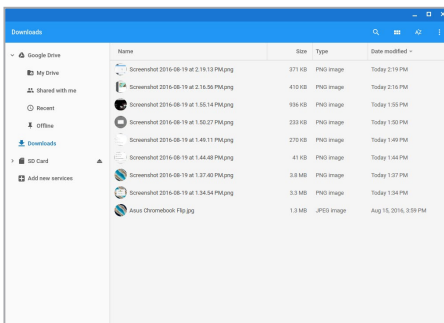 Downloads
Google Drive
My Drive
Shared with me
Recent
Offline
Downloads
SD Card
Add new services
Name Size Type Date modified
Screenshot 2016-08-19 at 2.19.13 PM.png 371 KB PNG image Today 2:19 PM
Screenshot 2016-08-19 at 2.16.56 PM.png 410 KB PNG image Today 2:16 PM
Screenshot 2016-08-19 at 1.55.14 PM.png 936 KB PNG image Today 1:55 PM
Screenshot 2016-08-19 at 1.50.27 PM.png 233 KB PNG image Today 1:50 PM
Screenshot 2016-08-19 at 1.49.11 PM.png 270 KB PNG image Today 1:49 PM
Screenshot 2016-08-19 at 1.44.48 PM.png 41 KB PNG image Today 1:44 PM
Screenshot 2016-08-19 at 1.37.40 PM.png 3.8 MB PNG image Today 1:37 PM
Screenshot 2016-08-19 at 1.34.54 PM.png 3.3 MB PNG image Today 1:34 PM
Asus Chromebook Flip.jpg 1.3 MB JPEG image Aug 15, 2016, 3:59 PM